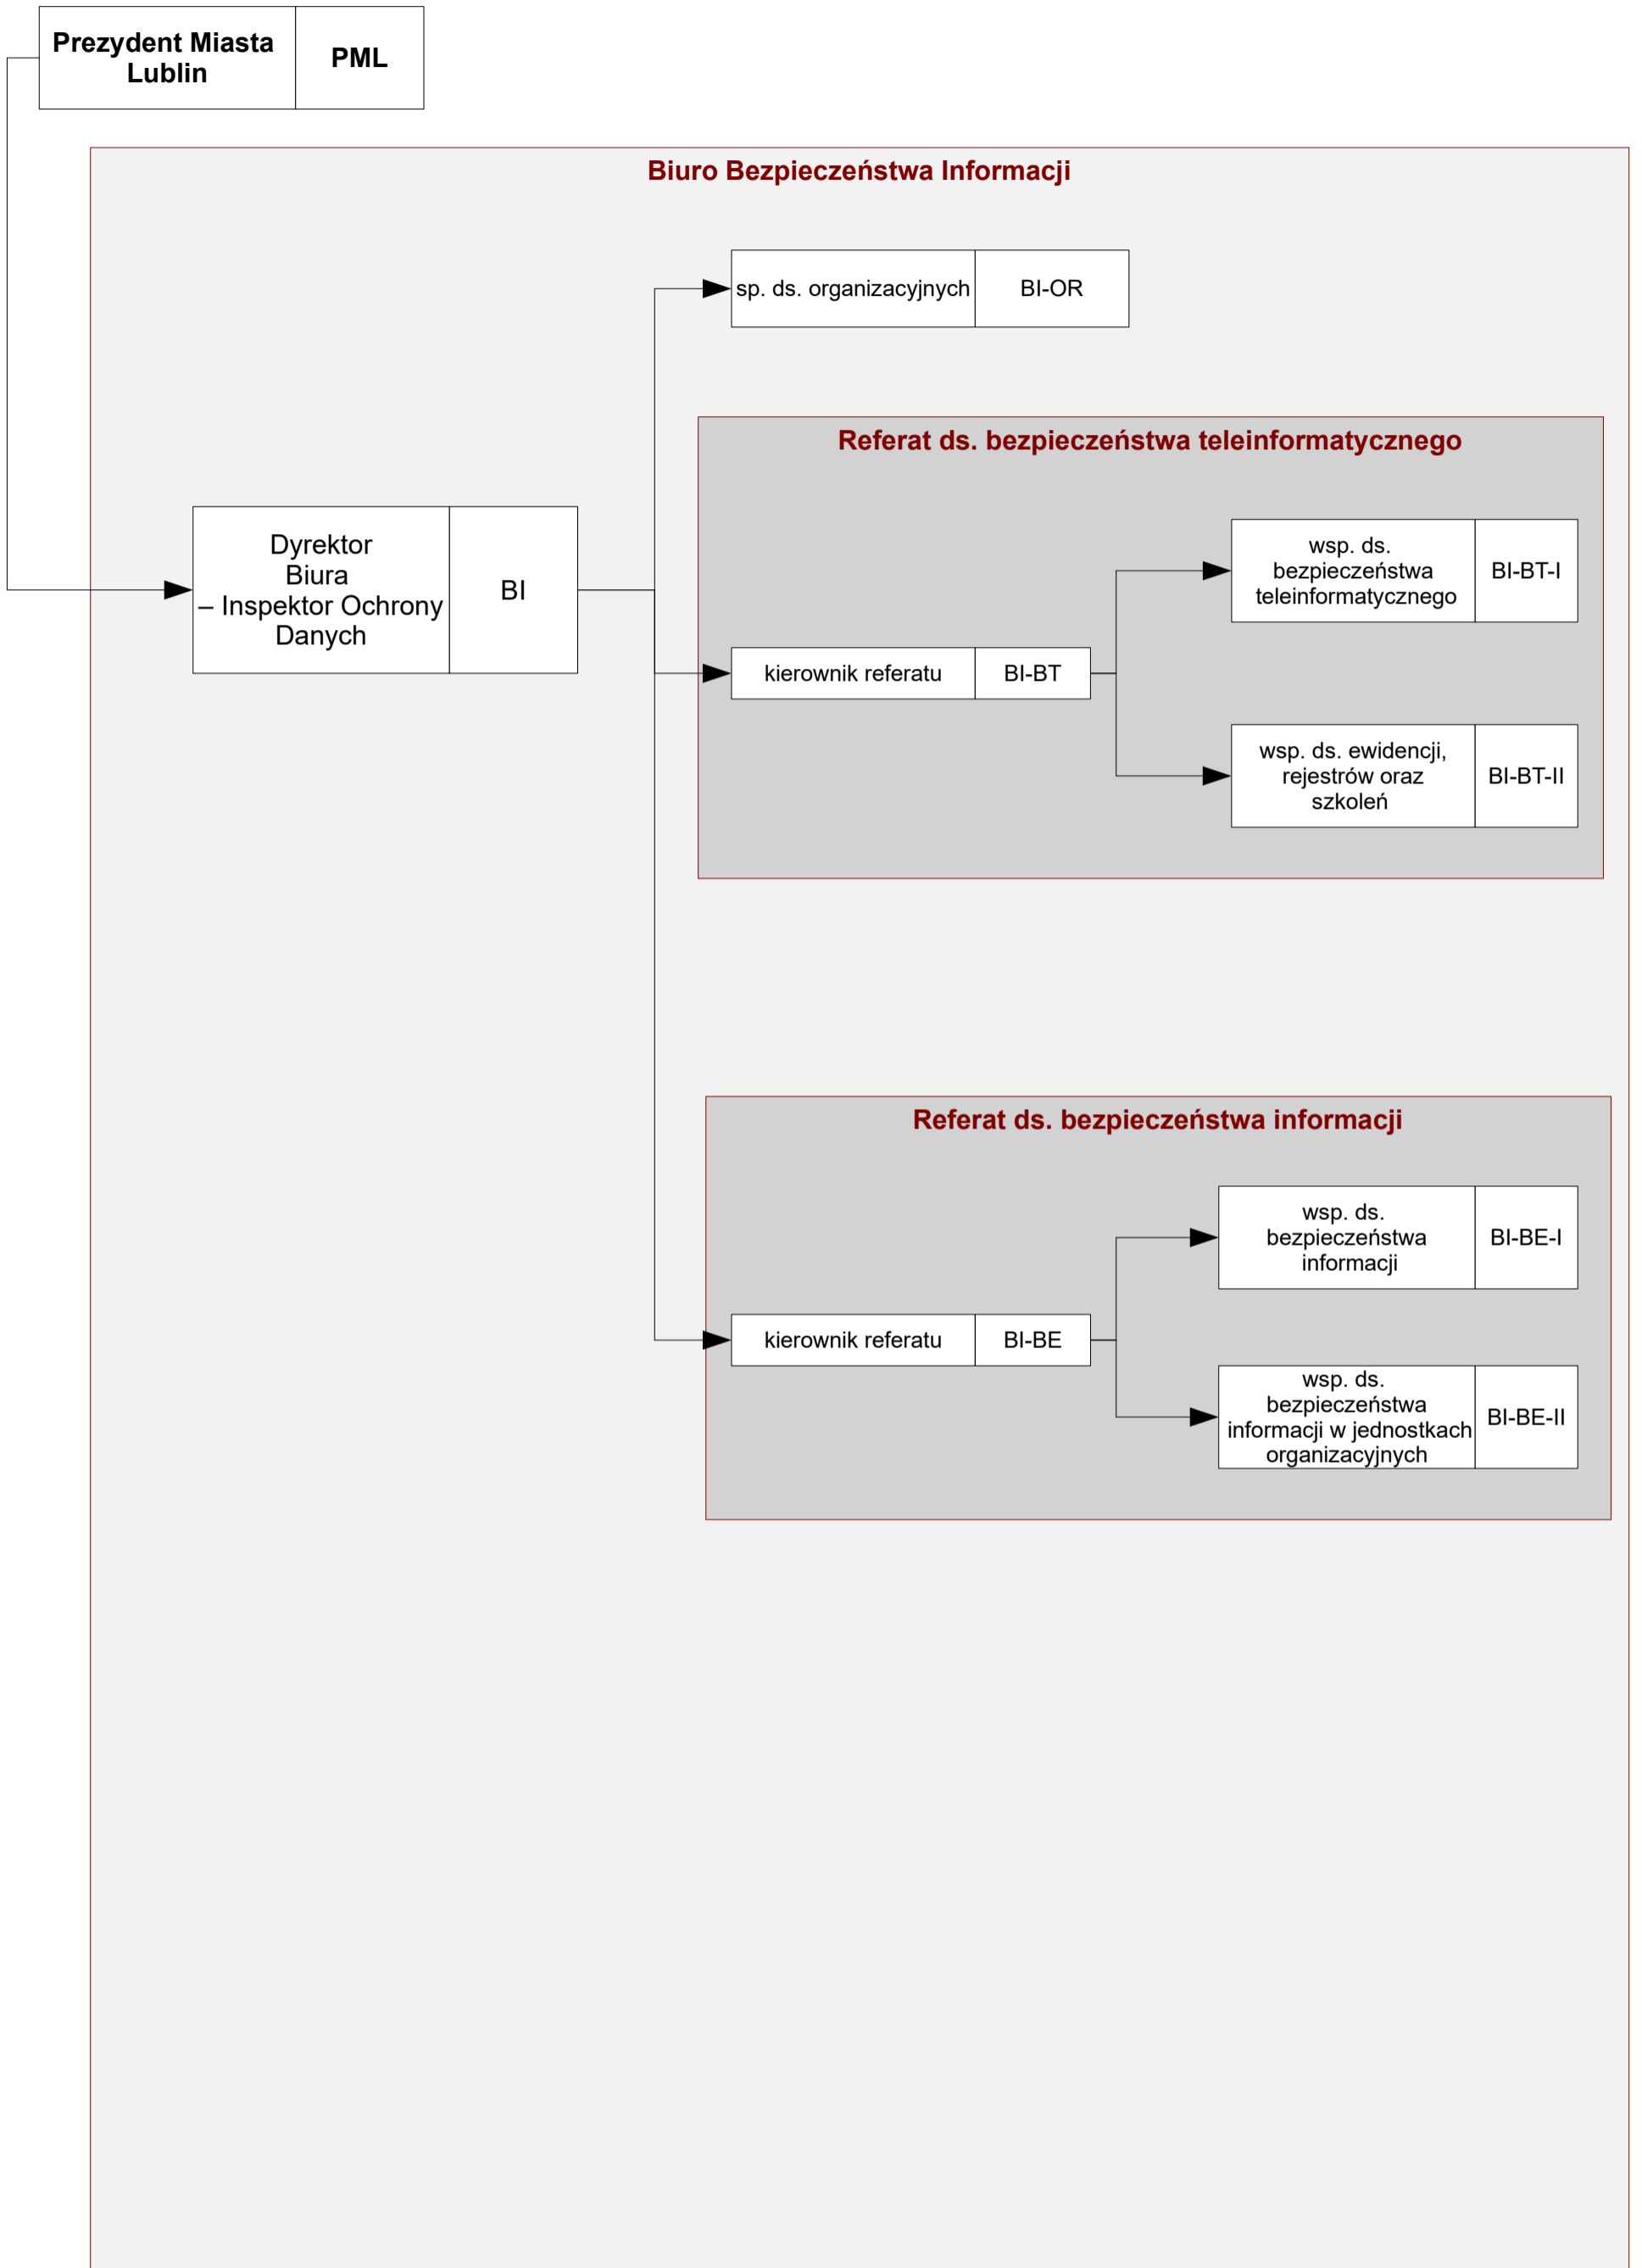 Prezydent Miasta
Lublin
PML
Biuro Bezpieczeństwa Informacji
sp. ds. organizacyjnych
BI-OR
Referat ds. bezpieczeństwa teleinformatycznego
Dyrektor
Biura
– Inspektor Ochrony
Danych
BI
wsp. ds.
bezpieczeństwa
teleinformatycznego
BI-BT-I
kierownik referatu
BI-BT
wsp. ds. ewidencji,
rejestrów oraz
szkoleń
BI-BT-II
Referat ds. bezpieczeństwa informacji
wsp. ds.
bezpieczeństwa
informacji
BI-BE-I
kierownik referatu
BI-BE
wsp. ds.
bezpieczeństwa
informacji w jednostkach
organizacyjnych
BI-BE-II